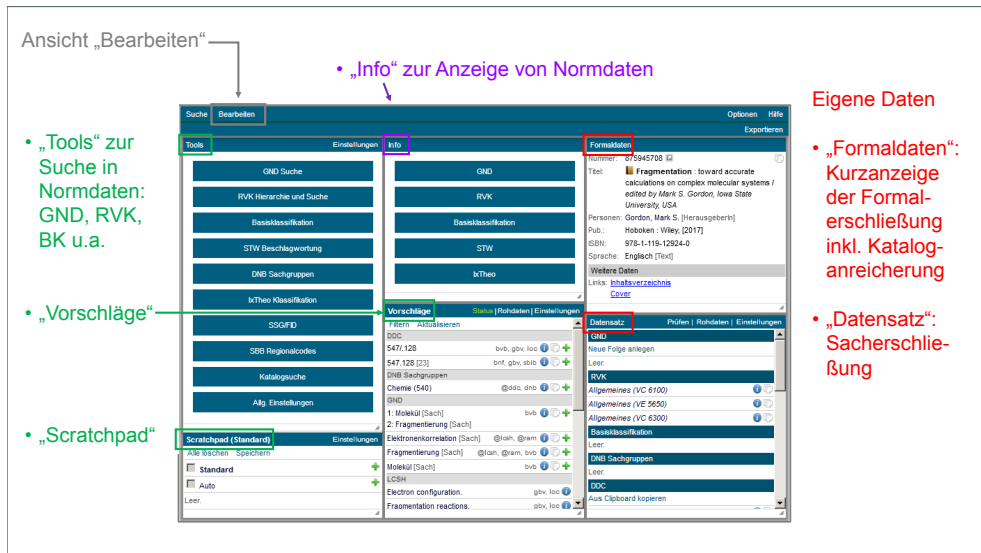 Ansicht „Bearbeiten“
• „Info“ zur Anzeige von Normdaten
• „Tools“ zur
Suche in
Normdaten:
GND, RVK,
BK u.a.
• „Vorschläge“
• „Scratchpad“
Suche Bearbeiten Optionen Hilfe
Exportieren
Tools Einstellungen
GND Suche
RVK Hierarchie und Suche
Basisklassifikation
STW Beschlagwortung
DNB Sachgruppen
IxTheo Klassifikation
SSG/FID
SBB Regionalcodes
Katalogsuche
Allg. Einstellungen
Scratchpad (Standard) Einstellungen
Alle löschen Speichern
Standard
Auto
Leer.
Info
GND
RVK
Basisklassifikation
STW
IxTheo
Vorschläge Status | Rohdaten | Einstellungen
Filtern Aktualisieren
DDC
547/.128 bvb, gbv, loc
547.128 [23] bnf, gbv, sbib
DNB Sachgruppen
Chemie (540) @ddc, dnb
GND
1: Molekül [Sach] bvb
2: Fragmentierung [Sach]
Elektronenkorrelation [Sach] @lcsh, @ram
Fragmentierung [Sach] @lcsh, @ram, bvb
Molekül [Sach] bvb
LCSH
Electron configuration. gbv, loc
Fragmentation reactions. gbv, loc
Formaldaten
Nummer: 875945708
Titel: Fragmentation : toward accurate
calculations on complex molecular systems /
edited by Mark S. Gordon, Iowa State
University, USA
Personen: Gordon, Mark S. [HerausgeberIn]
Pub.: Hoboken : Wiley, [2017]
ISBN: 978-1-119-12924-0
Sprache: Englisch [Text]
Weitere Daten
Links: Inhaltsverzeichnis
Cover
Datensatz Prüfen | Rohdaten | Einstellungen
GND
Neue Folge anlegen
Leer.
RVK
Allgemeines (VC 6100)
Allgemeines (VE 5650)
Allgemeines (VC 6300)
Basisklassifikation
Leer.
DNB Sachgruppen
Leer.
DDC
Aus Clipboard kopieren
Eigene Daten
• „Formaldaten“:
Kurzanzeige
der Formal-
erschließung
inkl. Katalog-
anreicherung
• „Datensatz“:
Sacherschlie-
ßung